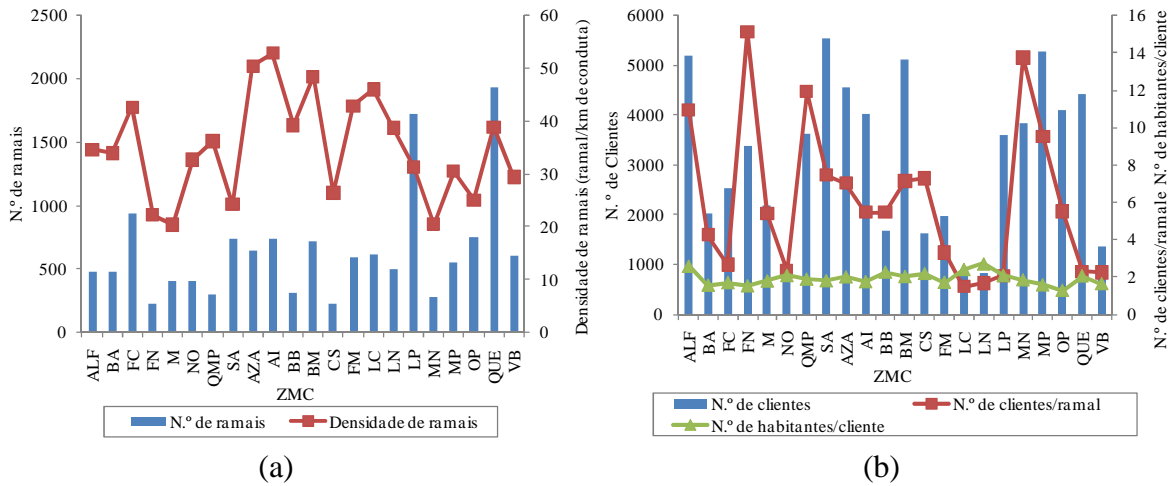 2500
2000
1500
1000
500
0
N.º de ramais
60
50
40
30
20
10
0
Densidade de ramais (ramal/km de conduta)
ALF BA FC FN M NO QMP SA AZA AI BB BM CS FM LC LN LP MN MP OP QUE VB
ZMC
N.º de ramais Densidade de ramais
(a)
6000
5000
4000
3000
2000
1000
0
N.º de Clientes
16
14
12
10
8
6
4
2
0
N.º de clientes/ramal e N.º de habitantes/cliente
ALF BA FC FN M NO QMP SA AZA AI BB BM CS FM LC LN LP MN MP OP QUE VB
ZMC
N.º de clientes N.º de clientes/ramal
N.º de habitantes/cliente
(b)